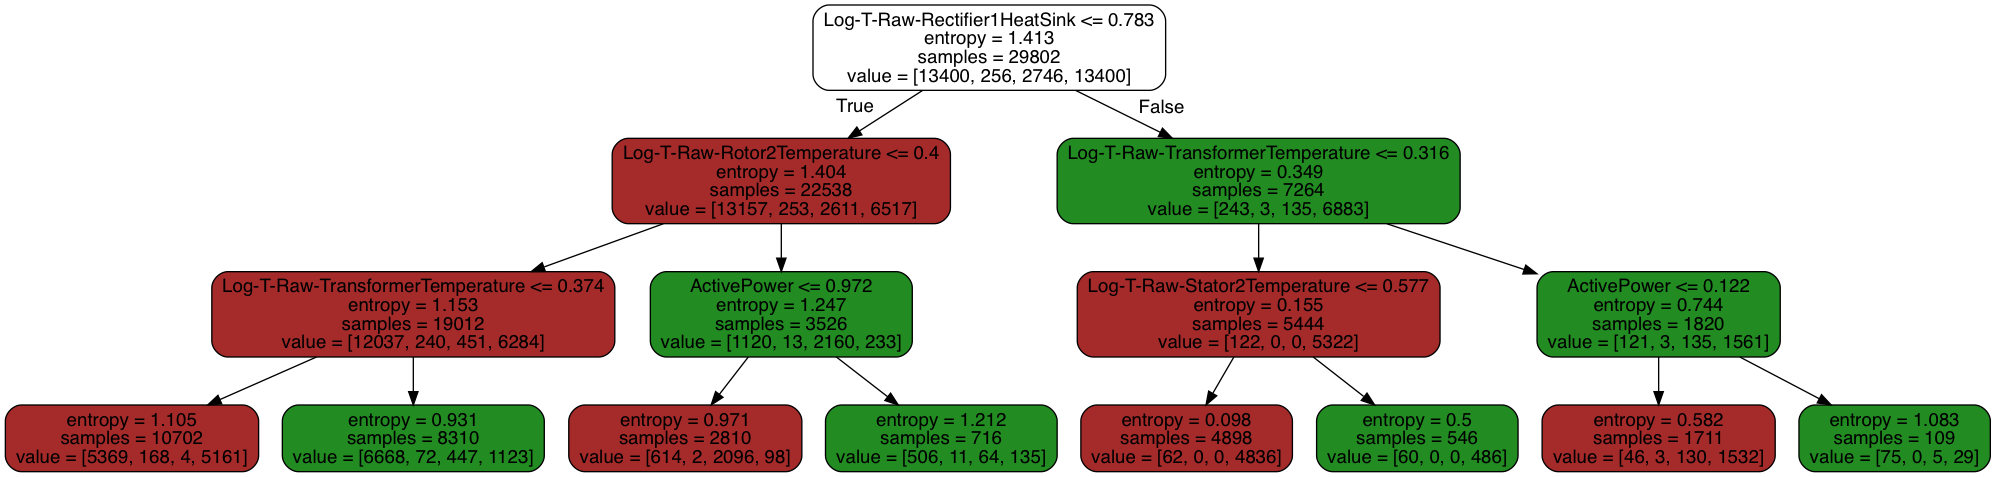 Log-T-Raw-Rectifier1HeatSink <= 0.783
entropy = 1.413
samples = 29802
value = [13400, 256, 2746, 13400]
True
False
Log-T-Raw-Rotor2Temperature <= 0.4
entropy = 1.404
samples = 22538
value = [13157, 253, 2611, 6517]
Log-T-Raw-TransformerTemperature <= 0.316
entropy = 0.349
samples = 7264
value = [243, 3, 135, 6883]
Log-T-Raw-TransformerTemperature <= 0.374
entropy = 1.153
samples = 19012
value = [12037, 240, 451, 6284]
ActivePower <= 0.972
entropy = 1.247
samples = 3526
value = [1120, 13, 2160, 233]
Log-T-Raw-Stator2Temperature <= 0.577
entropy = 0.155
samples = 5444
value = [122, 0, 0, 5322]
ActivePower <= 0.122
entropy = 0.744
samples = 1820
value = [121, 3, 135, 1561]
entropy = 1.105
samples = 10702
value = [5369, 168, 4, 5161]
entropy = 0.931
samples = 8310
value = [6668, 72, 447, 1123]
entropy = 0.971
samples = 2810
value = [614, 2, 2096, 98]
entropy = 1.212
samples = 716
value = [506, 11, 64, 135]
entropy = 0.098
samples = 4898
value = [62, 0, 0, 4836]
entropy = 0.5
samples = 546
value = [60, 0, 0, 486]
entropy = 0.582
samples = 1711
value = [46, 3, 130, 1532]
entropy = 1.083
samples = 109
value = [75, 0, 5, 29]